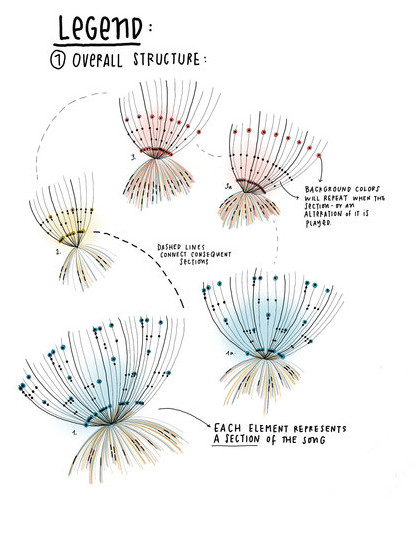 LEGEND:
1 OVERALL STRUCTURE:
3.
3a
BACKGROUND COLORS
WILL REPEAT WHEN THE
SECTION - OR AN
ALTERATION OF IT IS
PLAYED.
2.
DASHED LINES
CONNECT CONSEQUENT
SECTIONS
1a.
1.
EACH ELEMENT REPRESENTS
A SECTION OF THE SONG